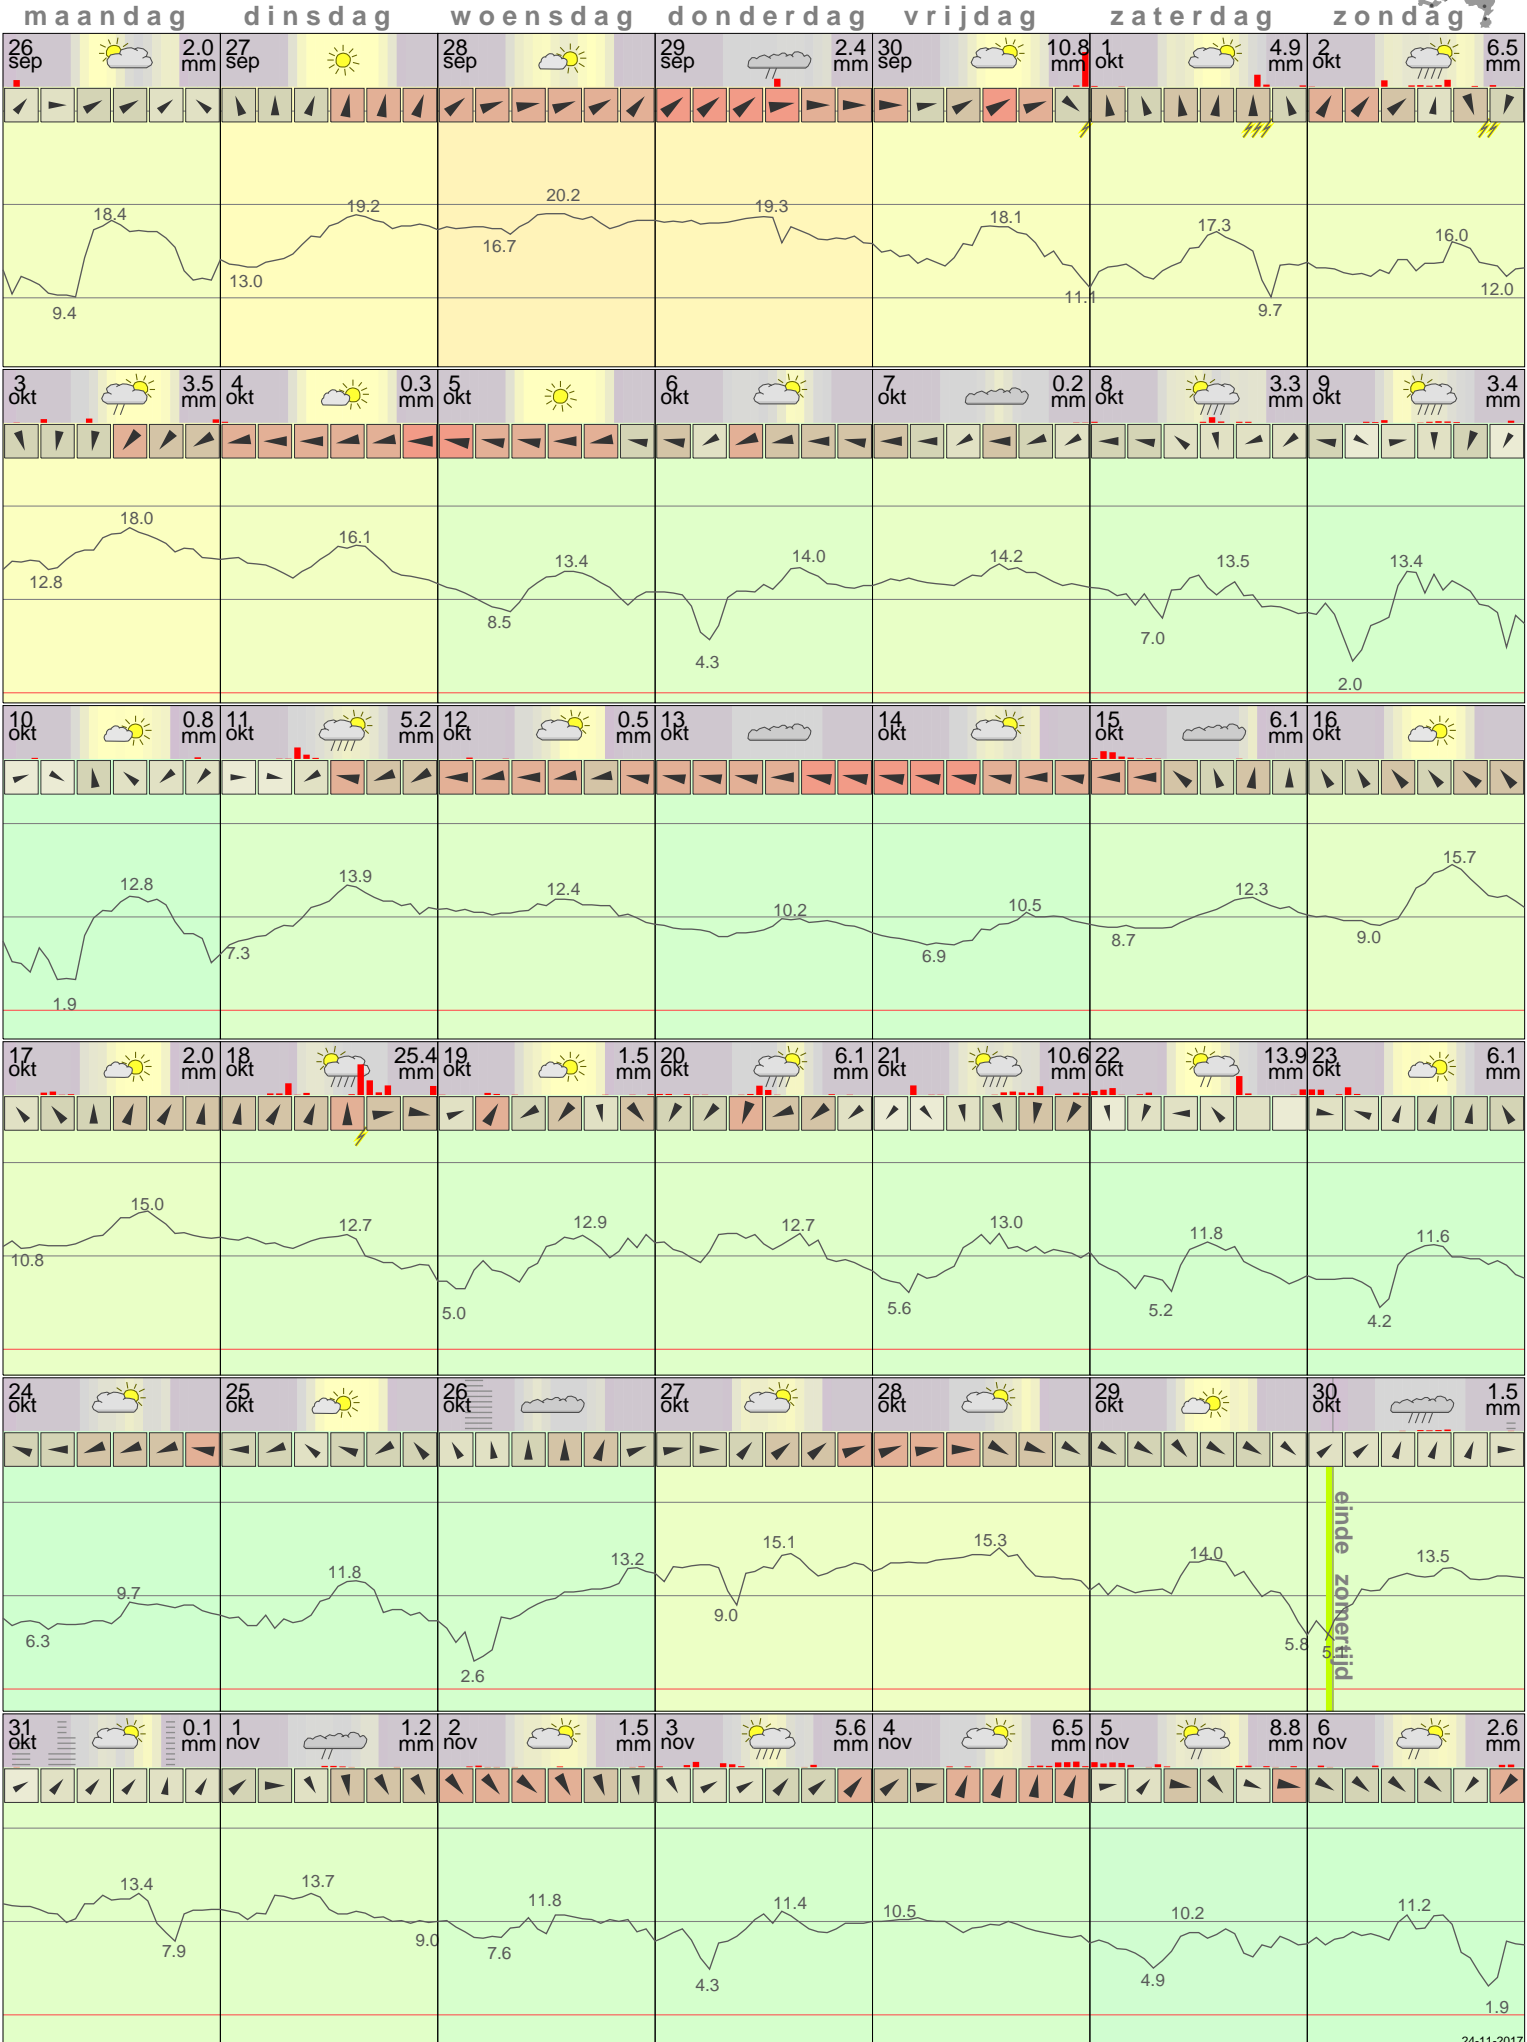 maandag dinsdag woensdag donderdag vrijdag zaterdag zondag
26 2.0 27 28 29 2.4 30 10.8 1 4.9 2 6.5
sep mm sep sep sep mm sep mm okt mm okt mm
20.2
18.4 19.2 19.3 18.1 17.3 16.0
16.7
13.0 12.0
9.4 11.1 9.7
3 3.5 4 0.3 5 6 7 0.2 8 3.3 9 3.4
okt mm okt mm okt okt okt mm okt mm okt mm
18.0
16.1
12.8 13.4 14.0 14.2 13.5 13.4
8.5
7.0
4.3
2.0
10 0.8 11 5.2 12 0.5 13 14 15 6.1 16
okt mm okt mm okt mm okt okt okt mm okt
15.7
12.8 13.9 12.4 12.3
10.2 10.5
7.3 6.9 8.7 9.0
1.9
17 2.0 18 25.4 19 1.5 20 6.1 21 10.6 22 13.9 23 6.1
okt mm okt mm okt mm okt mm okt mm okt mm okt mm
15.0
12.7 12.9 12.7 13.0 11.8 11.6
10.8
5.0 5.6 5.2 4.2
24 25 26 27 28 29 30 1.5
okt okt okt okt okt okt okt mm
15.1 15.3 14.0 13.5
9.7 11.8 13.2
9.0
6.3 5.8
2.6
einde zomertijd
31 0.1 1 1.2 2 1.5 3 5.6 4 6.5 5 8.8 6 2.6
okt mm nov mm nov mm nov mm nov mm nov mm nov mm
13.4 13.7
11.8 11.4 10.5 10.2 11.2
7.9 9.0 7.6
4.3 4.9
1.9
24-11-2017